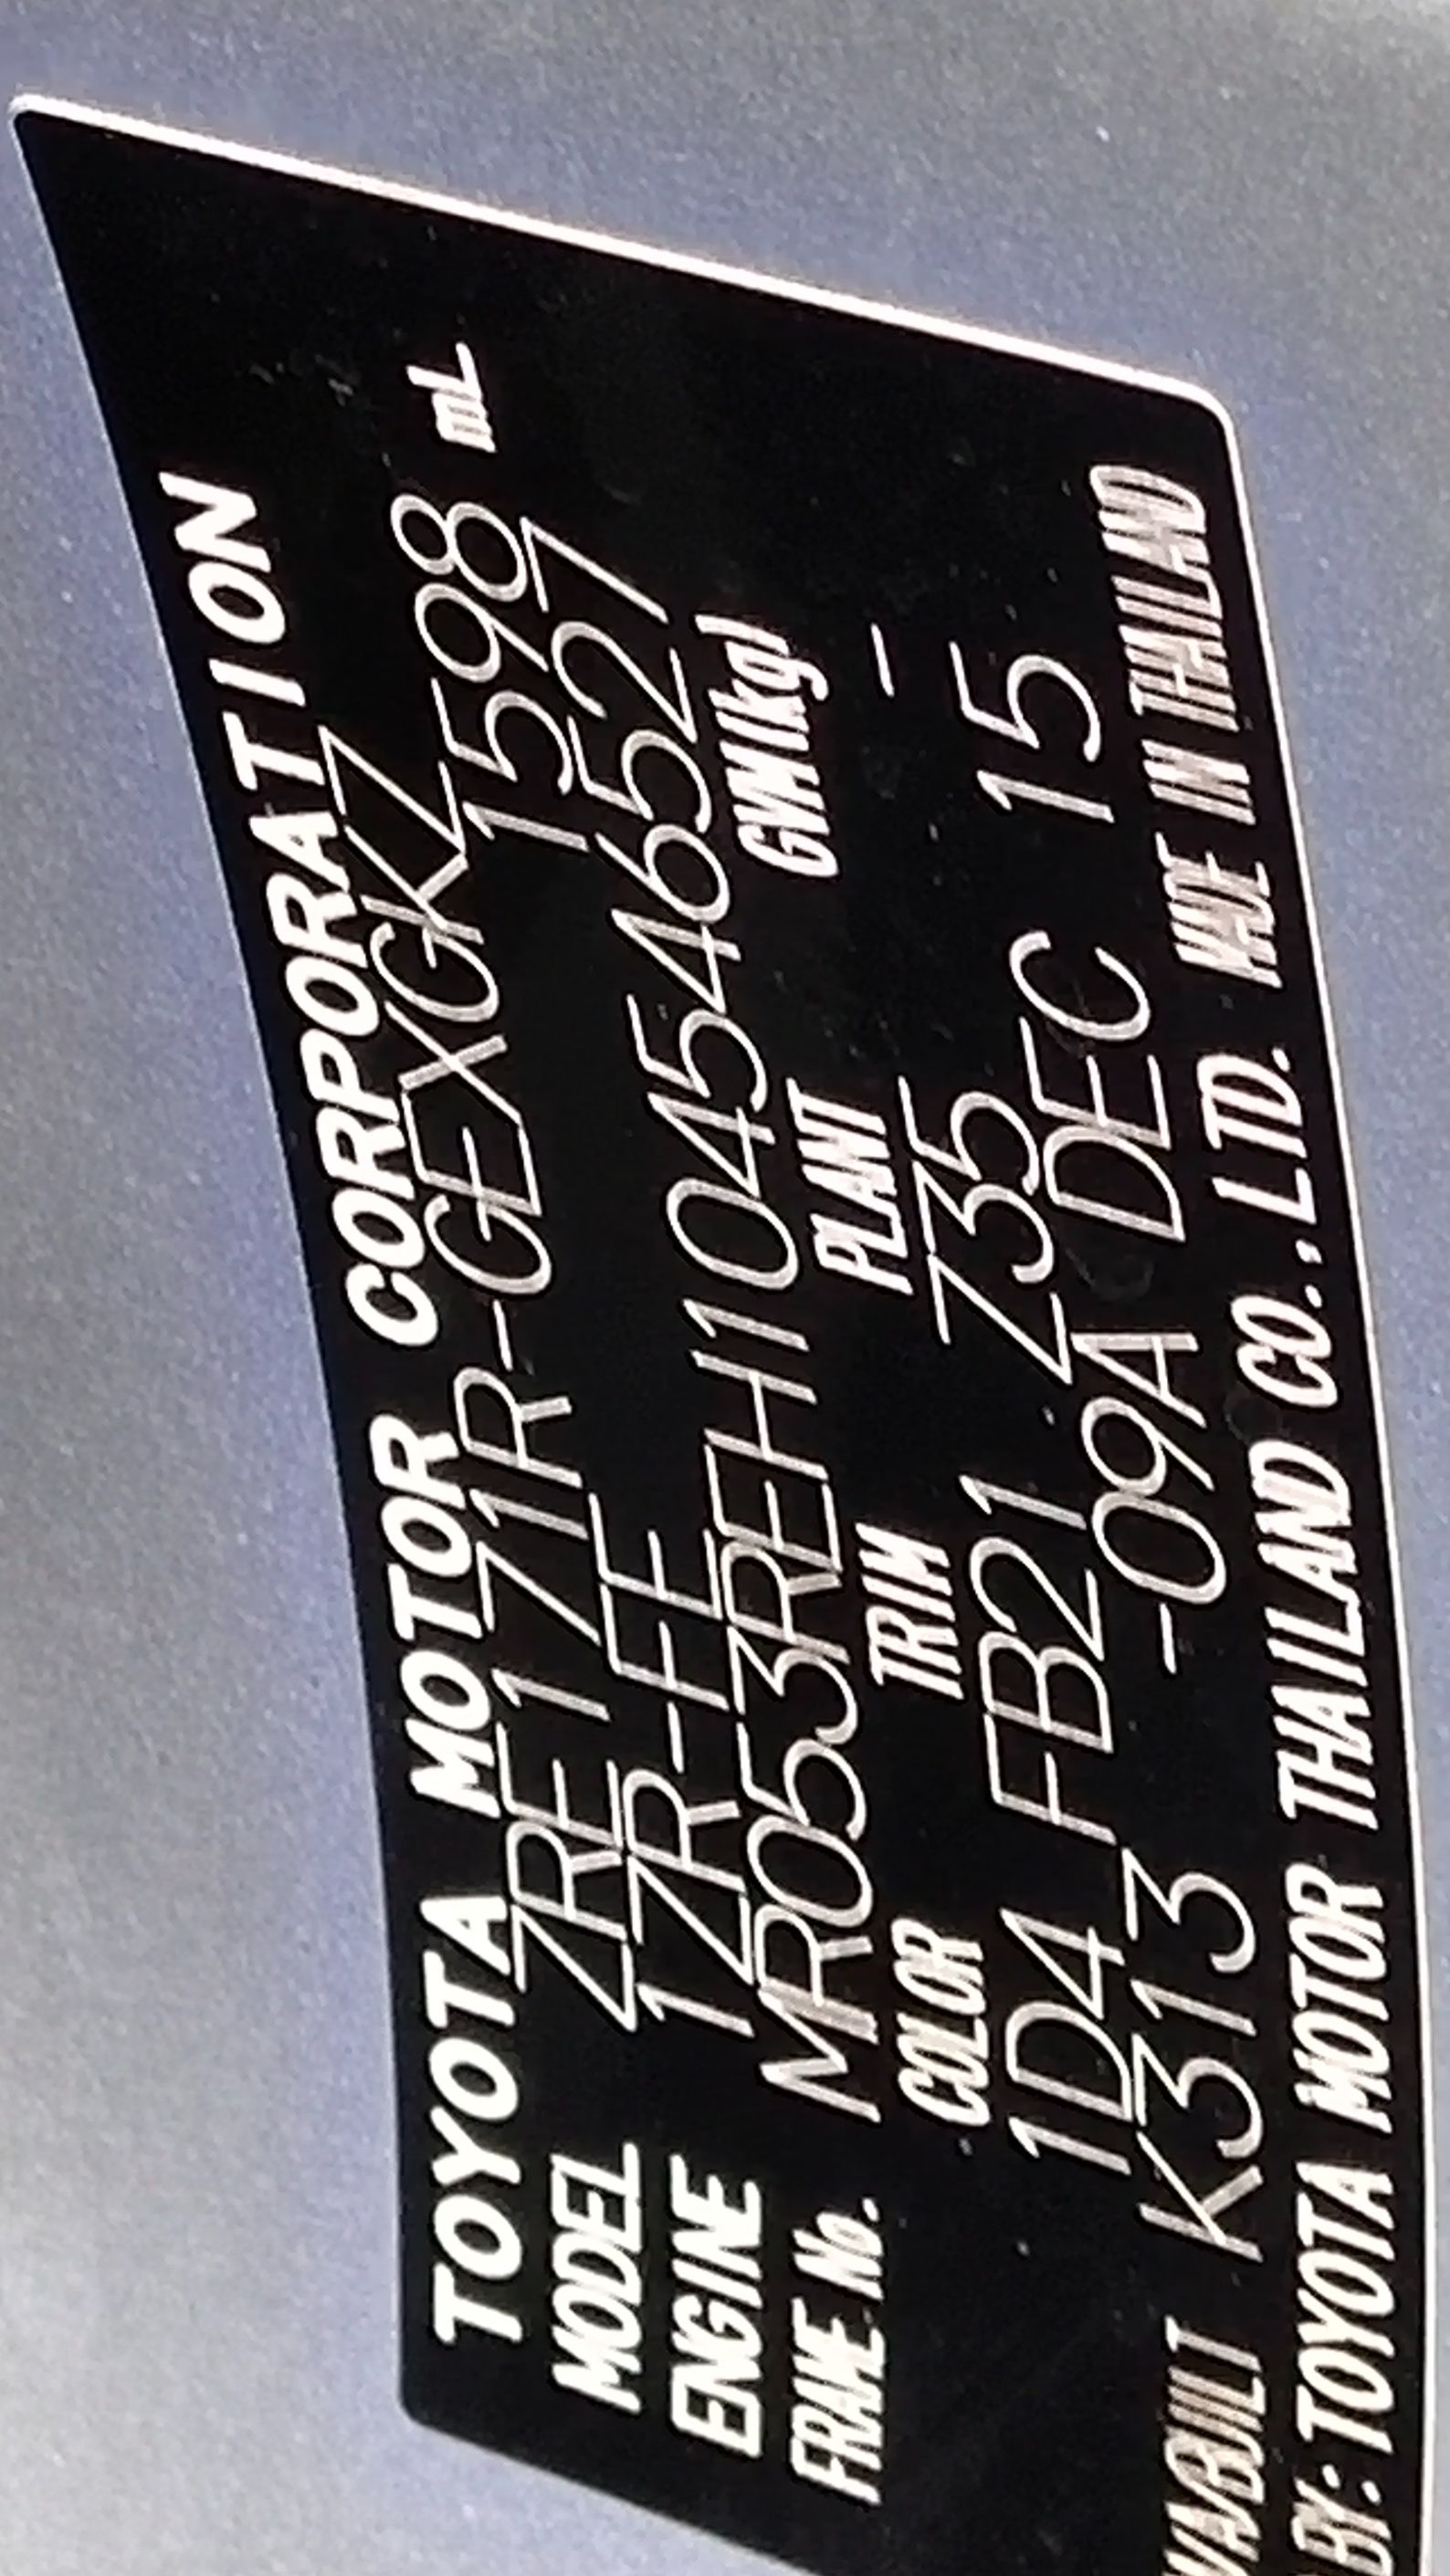 TOYOTA MOTOR CORPORATION
MODEL ZRE171R-GEXGKZ
ENGINE 1ZR-FE 1598 mL
FRAME No. MR053REH104546527
COLOR TRIM PLANT GVM(kg)
1D4 FB21 Z35 -
K313 -09A DEC 15
BY: TOYOTA MOTOR THAILAND CO.,LTD. MADE IN THAILAND